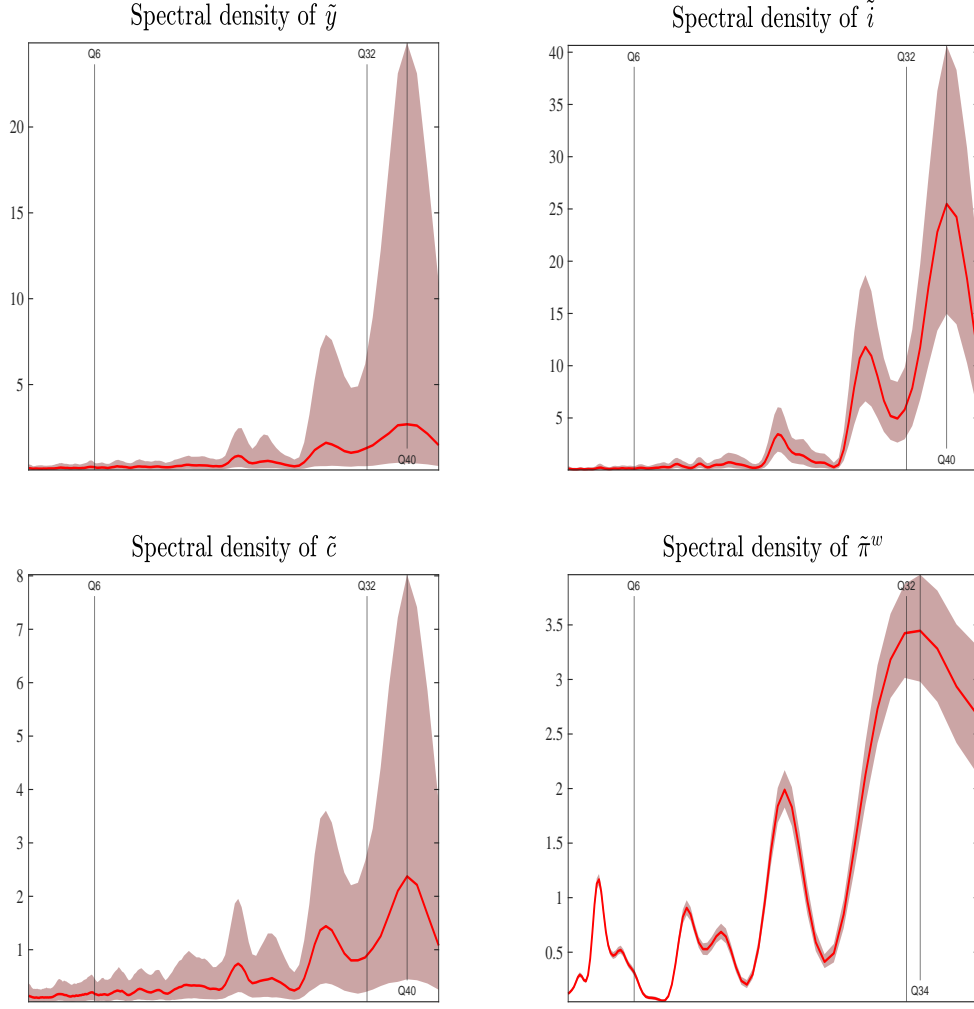 Spectral density of ỹ
Q6
Q32
20
15
10
5
Q40
Spectral density of ĩ
Q6
Q32
40
35
30
25
20
15
10
5
Q40
Spectral density of c̃
Q6
Q32
8
7
6
5
4
3
2
1
Q40
Spectral density of π̃ʷ
Q6
Q32
3.5
3
2.5
2
1.5
1
0.5
Q34